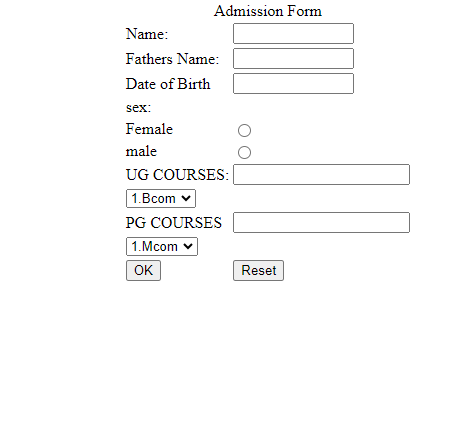 Admission Form
Name:
Fathers Name:
Date of Birth
sex:
Female
male
UG COURSES:
1.Bcom
PG COURSES
1.Mcom
OK Reset